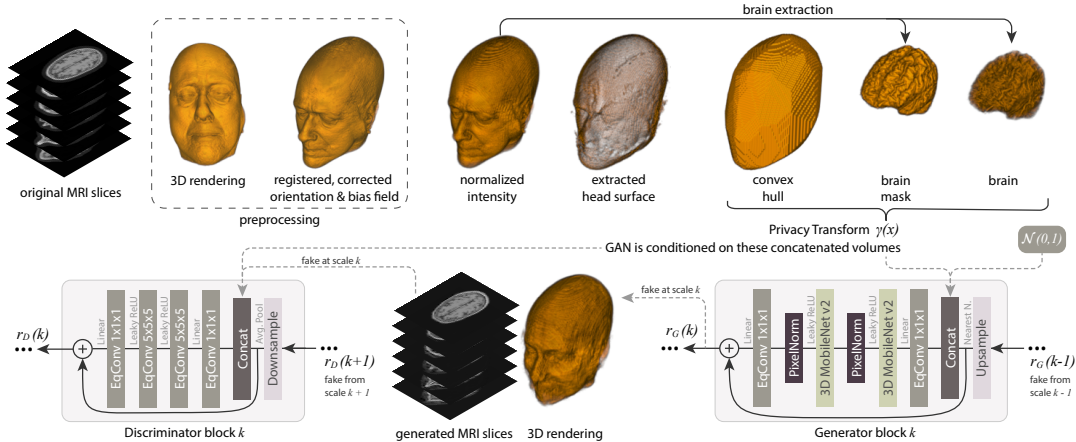 brain extraction
original MRI slices
3D rendering
registered, corrected
orientation & bias field
preprocessing
normalized
intensity
extracted
head surface
convex
hull
brain
mask
brain
Privacy Transform γ(x)
GAN is conditioned on these concatenated volumes
N(0,1)
fake at scale k
fake at scale k
r_D(k)
Linear
EqConv 1x1x1
Leaky ReLU
EqConv 5x5x5
Leaky ReLU
EqConv 5x5x5
Linear
EqConv 1x1x1
Concat
Avg. Pool
Downsample
r_D(k+1)
fake from
scale k + 1
Discriminator block k
generated MRI slices
3D rendering
r_G(k)
Linear
EqConv 1x1x1
PixelNorm
Leaky ReLU
3D MobileNet v2
PixelNorm
Leaky ReLU
3D MobileNet v2
Linear
EqConv 1x1x1
Concat
Nearest N.
Upsample
r_G(k-1)
fake from
scale k - 1
Generator block k